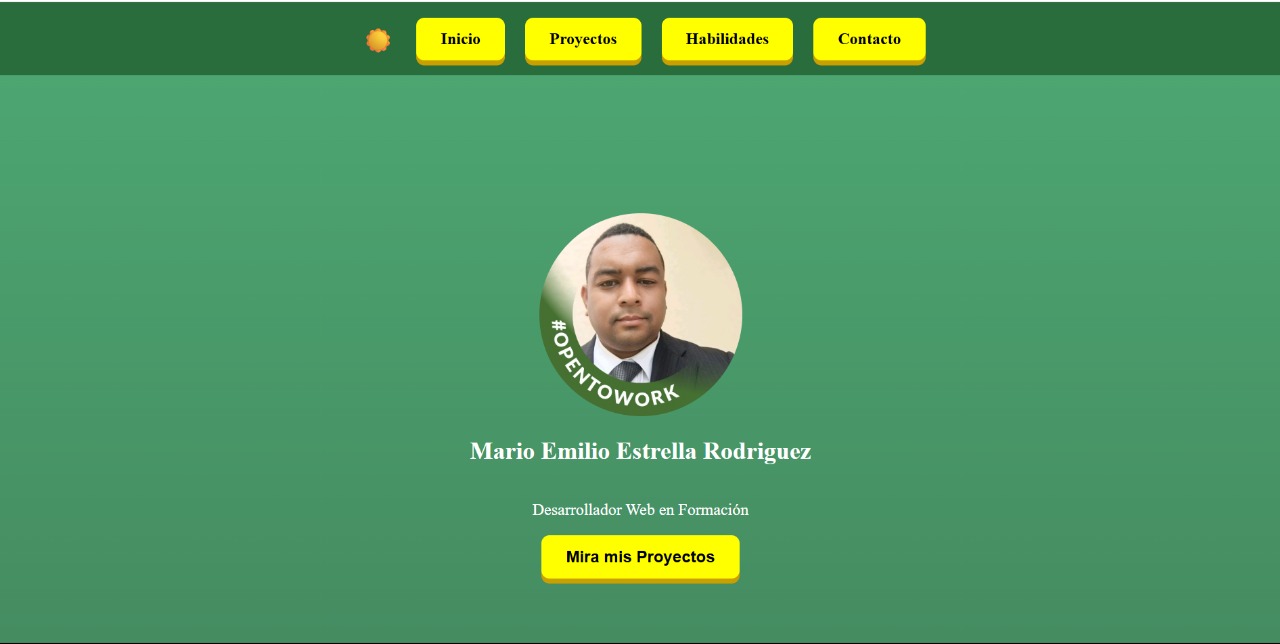 Inicio Proyectos Habilidades Contacto
#OPENTOWORK
Mario Emilio Estrella Rodriguez
Desarrollador Web en Formación
Mira mis Proyectos